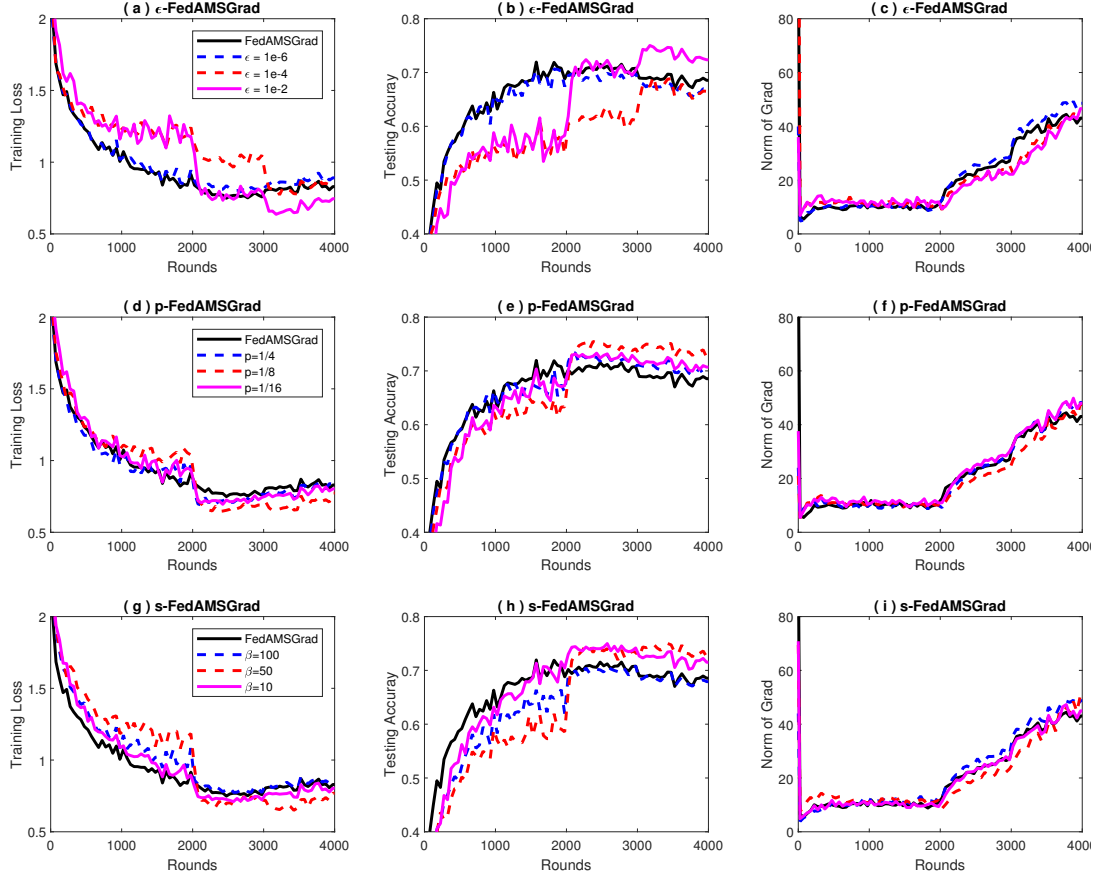 ( a ) ϵ-FedAMSGrad
Training Loss
2
1.5
1
0.5
FedAMSGrad
ϵ = 1e-6
ϵ = 1e-4
ϵ = 1e-2
0 1000 2000 3000 4000
Rounds
( b ) ϵ-FedAMSGrad
Testing Accuray
0.8
0.7
0.6
0.5
0.4
0 1000 2000 3000 4000
Rounds
( c ) ϵ-FedAMSGrad
Norm of Grad
80
60
40
20
0
0 1000 2000 3000 4000
Rounds
( d ) p-FedAMSGrad
Training Loss
2
1.5
1
0.5
FedAMSGrad
p=1/4
p=1/8
p=1/16
0 1000 2000 3000 4000
Rounds
( e ) p-FedAMSGrad
Testing Accuray
0.8
0.7
0.6
0.5
0.4
0 1000 2000 3000 4000
Rounds
( f ) p-FedAMSGrad
Norm of Grad
80
60
40
20
0
0 1000 2000 3000 4000
Rounds
( g ) s-FedAMSGrad
Training Loss
2
1.5
1
0.5
FedAMSGrad
β=100
β=50
β=10
0 1000 2000 3000 4000
Rounds
( h ) s-FedAMSGrad
Testing Accuray
0.8
0.7
0.6
0.5
0.4
0 1000 2000 3000 4000
Rounds
( i ) s-FedAMSGrad
Norm of Grad
80
60
40
20
0
0 1000 2000 3000 4000
Rounds